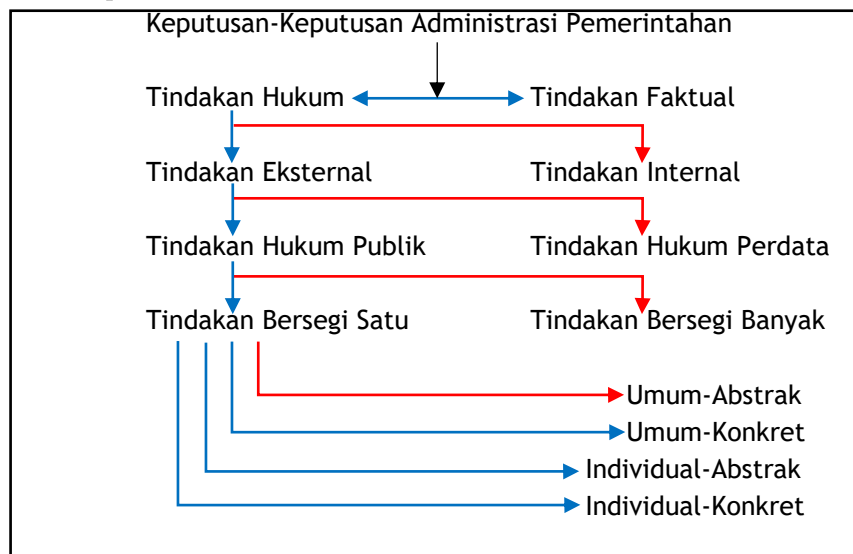 Keputusan-Keputusan Administrasi Pemerintahan
Tindakan Hukum Tindakan Faktual
Tindakan Eksternal Tindakan Internal
Tindakan Hukum Publik Tindakan Hukum Perdata
Tindakan Bersegi Satu Tindakan Bersegi Banyak
Umum-Abstrak
Umum-Konkret
Individual-Abstrak
Individual-Konkret